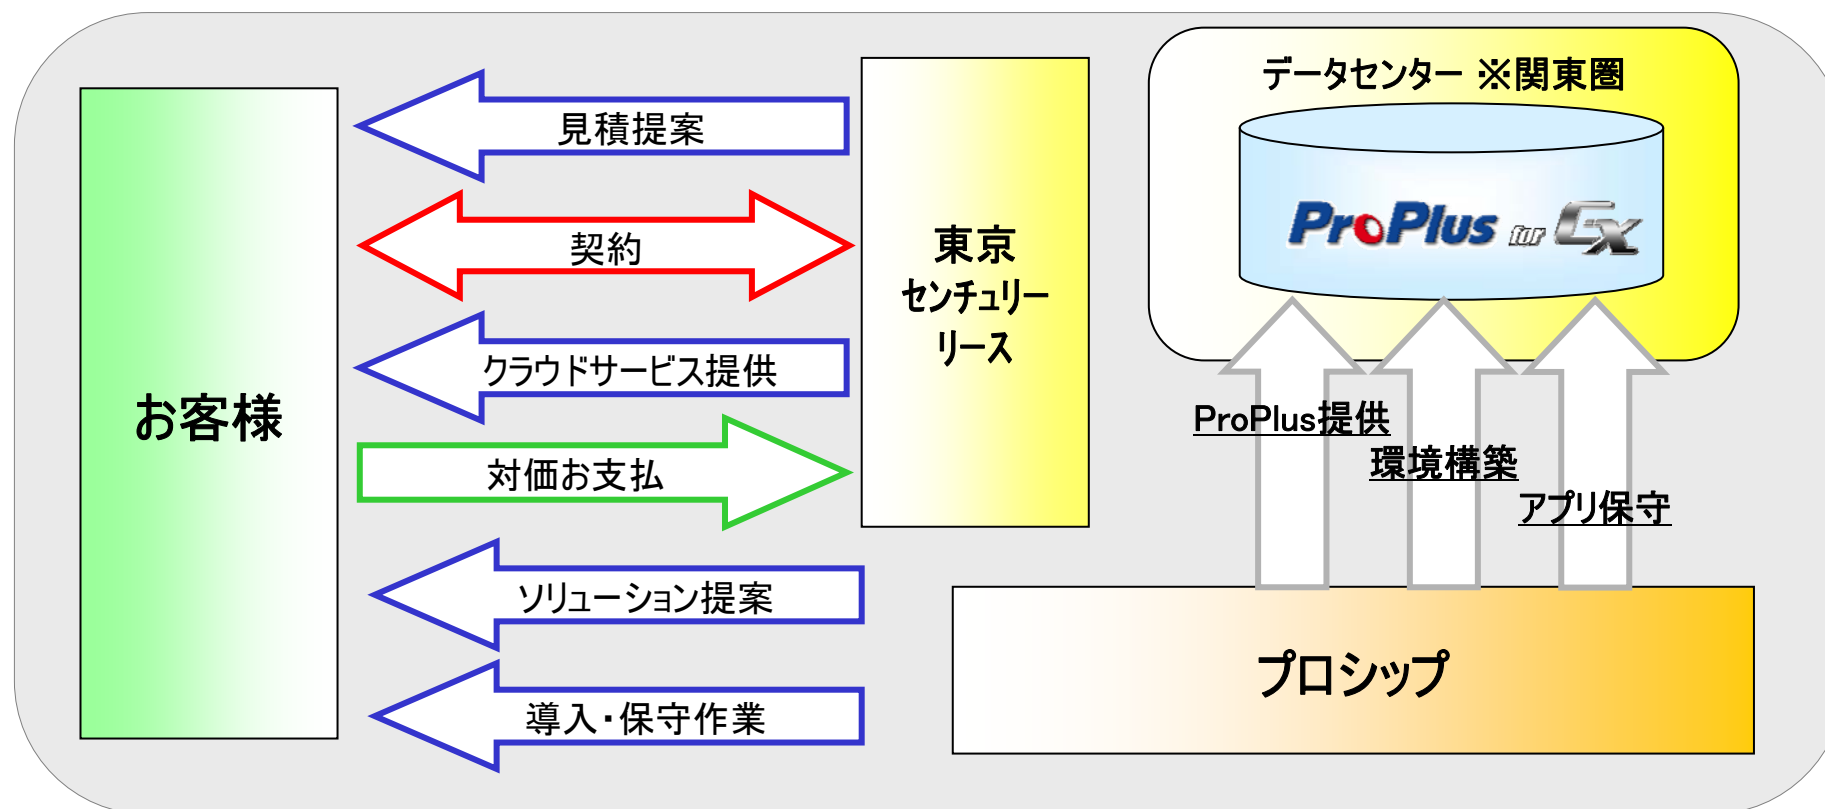 データセンター ※関東圏
ProPlus for Cx
見積提案
契約
東京
センチュリー
リース
クラウドサービス提供
お客様
対価お支払
ProPlus提供
環境構築
アプリ保守
ソリューション提案
プロシップ
導入・保守作業